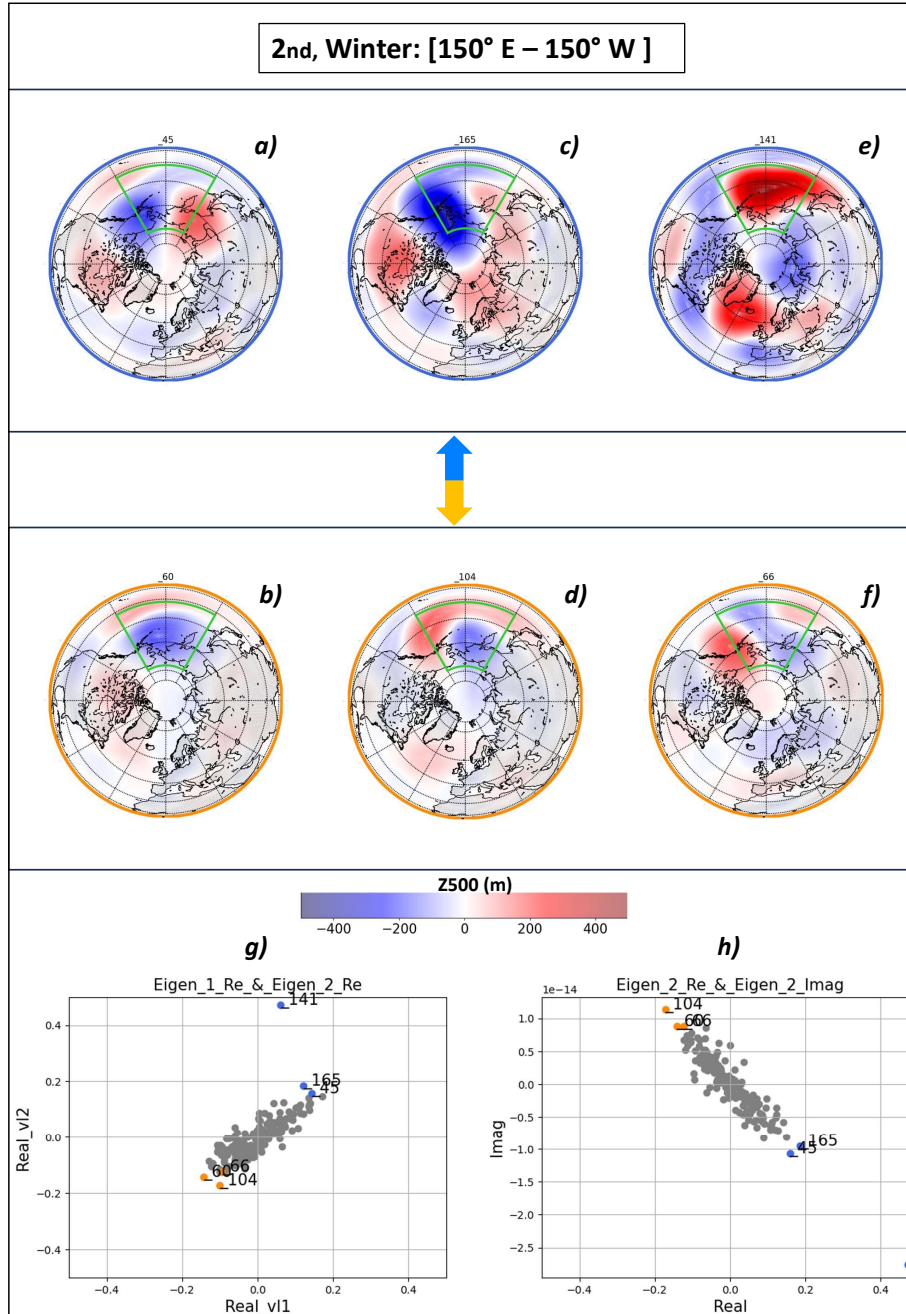 2nd, Winter: [150° E – 150° W ]
a)
_45
c)
_165
e)
_141
b)
_60
d)
_104
f)
_66
Z500 (m)
−400 −200 0 200 400
g)
Eigen_1_Re_&_Eigen_2_Re
_141
_165
_45
_66
_60
_104
0.4
0.2
0.0
−0.2
−0.4
Real_vl2
−0.4 −0.2 0.0 0.2 0.4
Real_vl1
h)
Eigen_2_Re_&_Eigen_2_Imag
1e−14
_104
_60
_66
_165
_45
1.0
0.5
0.0
−0.5
−1.0
−1.5
−2.0
−2.5
Imag
−0.4 −0.2 0.0 0.2 0.4
Real